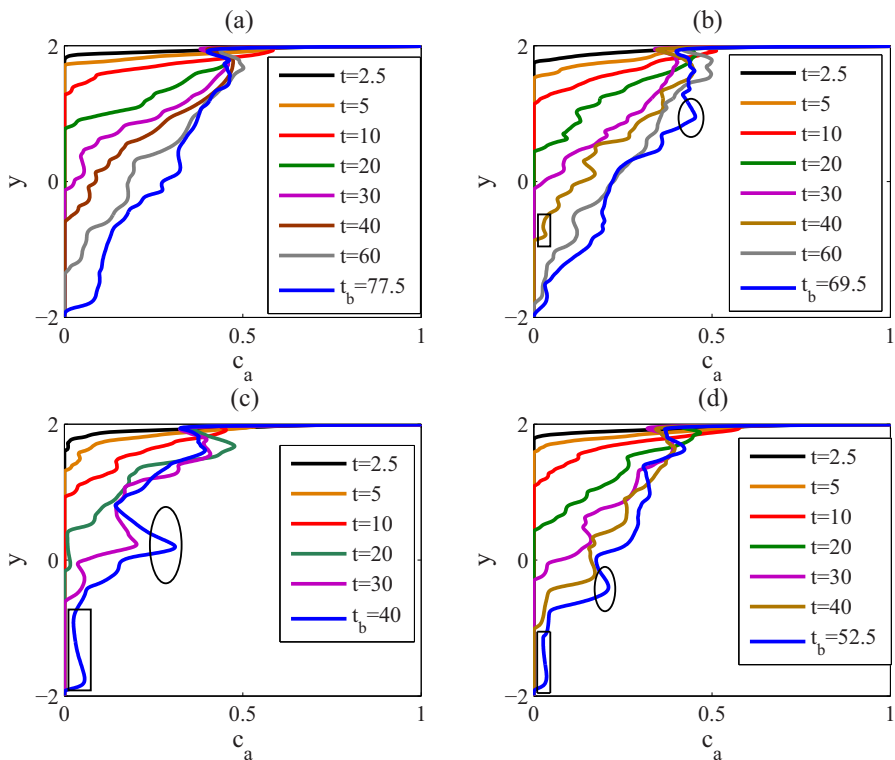 (a)
2
0
−2
y
0
0.5
1
c_a
t=2.5
t=5
t=10
t=20
t=30
t=40
t=60
t_b=77.5
(b)
2
0
−2
y
0
0.5
1
c_a
t=2.5
t=5
t=10
t=20
t=30
t=40
t=60
t_b=69.5
(c)
2
0
−2
y
0
0.5
1
c_a
t=2.5
t=5
t=10
t=20
t=30
t_b=40
(d)
2
0
−2
y
0
0.5
1
c_a
t=2.5
t=5
t=10
t=20
t=30
t=40
t_b=52.5